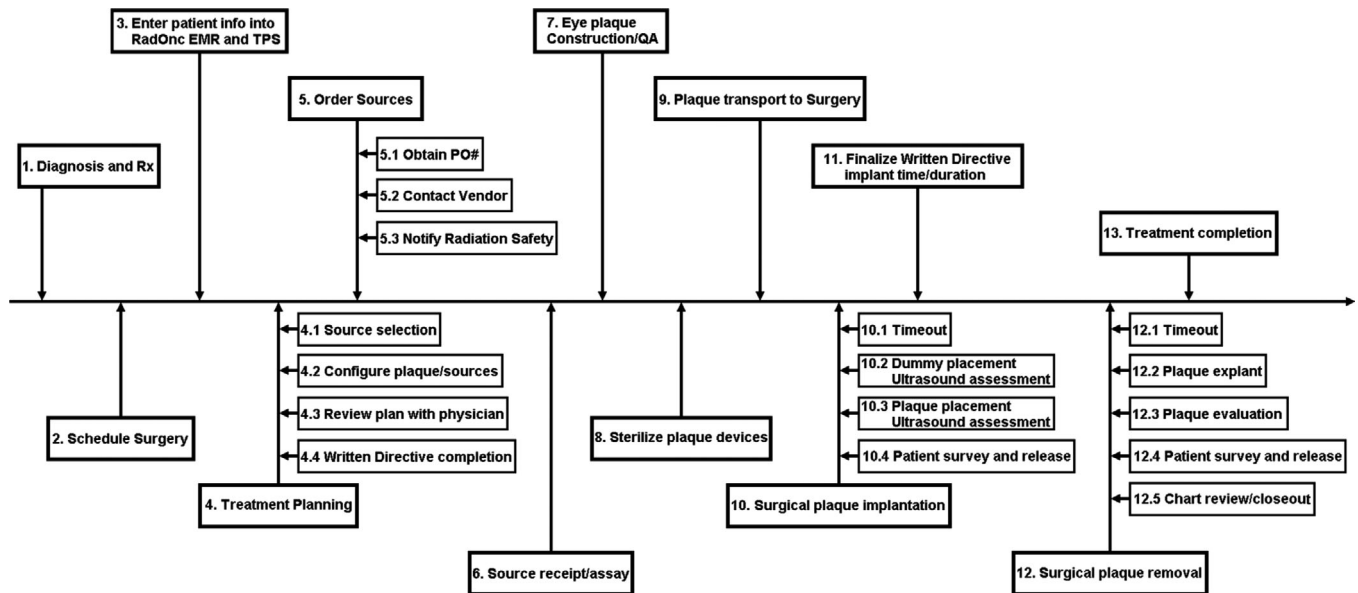 1. Diagnosis and Rx
2. Schedule Surgery
3. Enter patient info into
RadOnc EMR and TPS
4.1 Source selection
4.2 Configure plaque/sources
4.3 Review plan with physician
4.4 Written Directive completion
4. Treatment Planning
5. Order Sources
5.1 Obtain PO#
5.2 Contact Vendor
5.3 Notify Radiation Safety
6. Source receipt/assay
7. Eye plaque
Construction/QA
8. Sterilize plaque devices
9. Plaque transport to Surgery
10.1 Timeout
10.2 Dummy placement
Ultrasound assessment
10.3 Plaque placement
Ultrasound assessment
10.4 Patient survey and release
10. Surgical plaque implantation
11. Finalize Written Directive
implant time/duration
12.1 Timeout
12.2 Plaque explant
12.3 Plaque evaluation
12.4 Patient survey and release
12.5 Chart review/closeout
12. Surgical plaque removal
13. Treatment completion